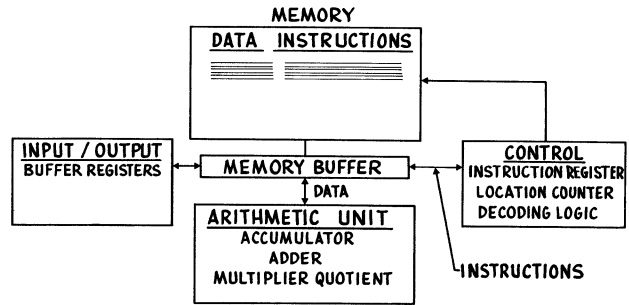 MEMORY
DATA INSTRUCTIONS
INPUT / OUTPUT
BUFFER REGISTERS
MEMORY BUFFER
CONTROL
INSTRUCTION REGISTER
LOCATION COUNTER
DECODING LOGIC
DATA
ARITHMETIC UNIT
ACCUMULATOR
ADDER
MULTIPLIER QUOTIENT
INSTRUCTIONS